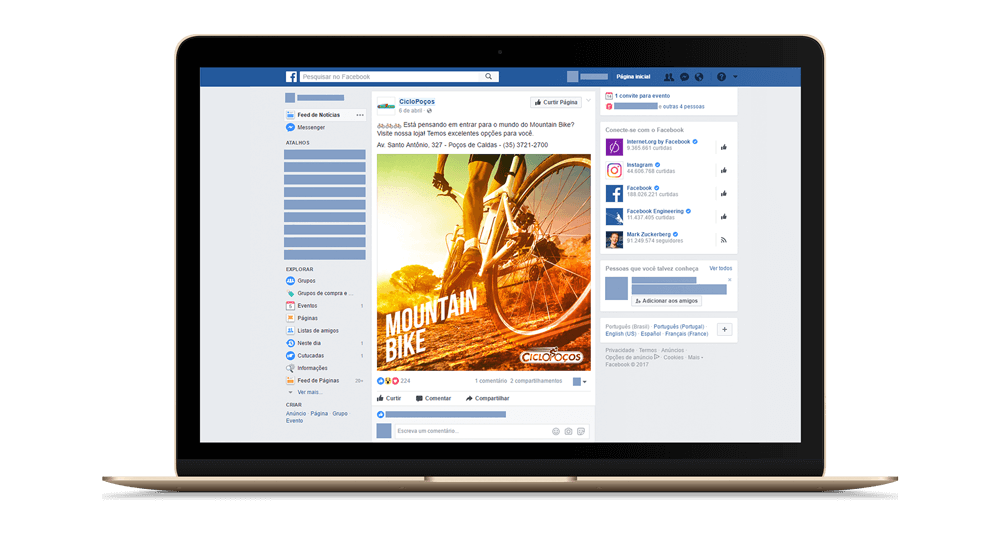 Pesquisar no Facebook
Página inicial
Feed de Notícias
Messenger
ATALHOS
EXPLORAR
Grupos
Grupos de compra e ...
Eventos 1
Páginas
Listas de amigos
Neste dia 1
Cutucadas 1
Informações
Feed de Páginas 20+
Ver mais...
CRIAR
Anúncio · Página · Grupo
Evento
CicloPoços
6 de abril ·
Curtir Página
Está pensando em entrar para o mundo do Mountain Bike?
Visite nossa loja! Temos excelentes opções para você.
Av. Santo Antônio, 327 - Poços de Caldas - (35) 3721-2700
MOUNTAIN
BIKE
CICLOPOÇOS
224
1 comentário 2 compartilhamentos
Curtir Comentar Compartilhar
Escreva um comentário...
1 convite para evento
e outras 4 pessoas
Conecte-se com o Facebook
Internet.org by Facebook
9.365.661 curtidas
Instagram
44.606.768 curtidas
Facebook
188.026.221 curtidas
Facebook Engineering
11.437.405 curtidas
Mark Zuckerberg
91.249.574 seguidores
Pessoas que você talvez conheça Ver todos
Adicionar aos amigos
Português (Brasil) · Português (Portugal) ·
English (US) · Español · Français (France)
Privacidade · Termos · Anúncios ·
Opções de anúncio · Cookies · Mais
Facebook © 2017